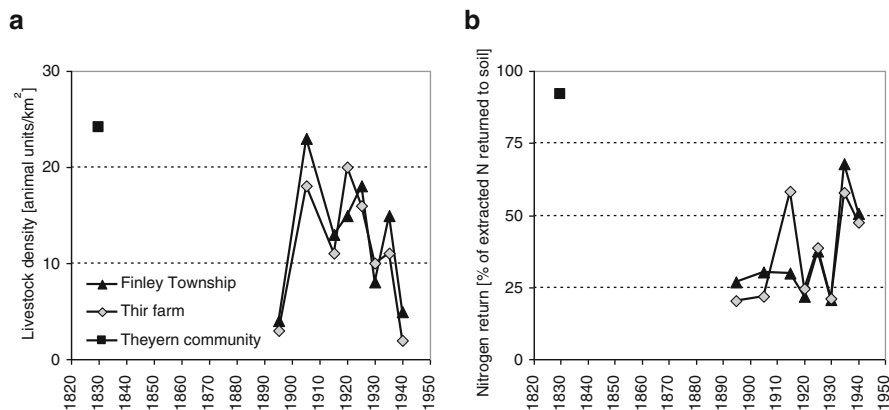 a
Livestock density [animal units/km²]
30
20
10
0
Finley Township
Thir farm
Theyern community
1820 1830 1840 1850 1860 1870 1880 1890 1900 1910 1920 1930 1940 1950
b
Nitrogen return [% of extracted N returned to soil]
100
75
50
25
0
1820 1830 1840 1850 1860 1870 1880 1890 1900 1910 1920 1930 1940 1950